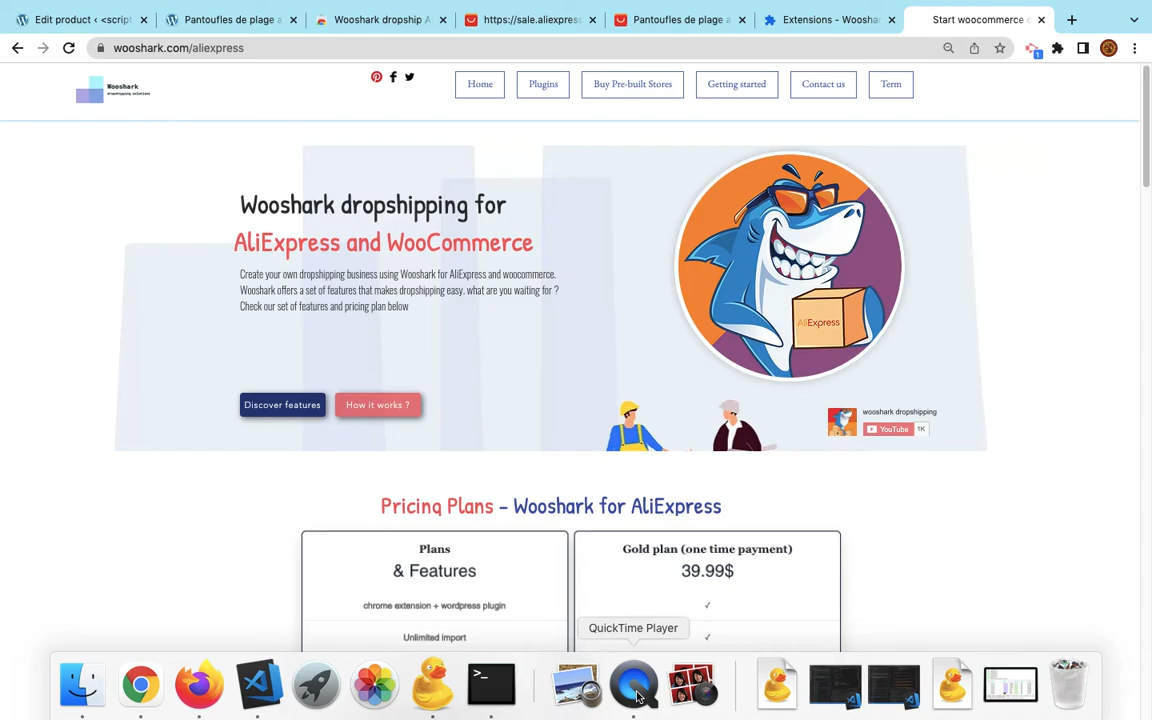 Edit product < <script
Pantoufles de plage a
Wooshark dropship A
https://sale.aliexpress
Pantoufles de plage a
Extensions - Woosha
Start woocommerce d
wooshark.com/aliexpress
1
Wooshark
dropshipping solutions
Home
Plugins
Buy Pre-built Stores
Getting started
Contact us
Term
Wooshark dropshipping for
AliExpress and WooCommerce
Create your own dropshipping business using Wooshark for AliExpress and woocommerce.
Wooshark offers a set of features that makes dropshipping easy. what are you waiting for ?
Check our set of features and pricing plan below
AliExpress
Discover features
How it works ?
wooshark dropshipping
YouTube 1K
Pricing Plans - Wooshark for AliExpress
Plans
& Features
Gold plan (one time payment)
39.99$
chrome extension + wordpress plugin
✓
Unlimited import
✓
QuickTime Player
>_